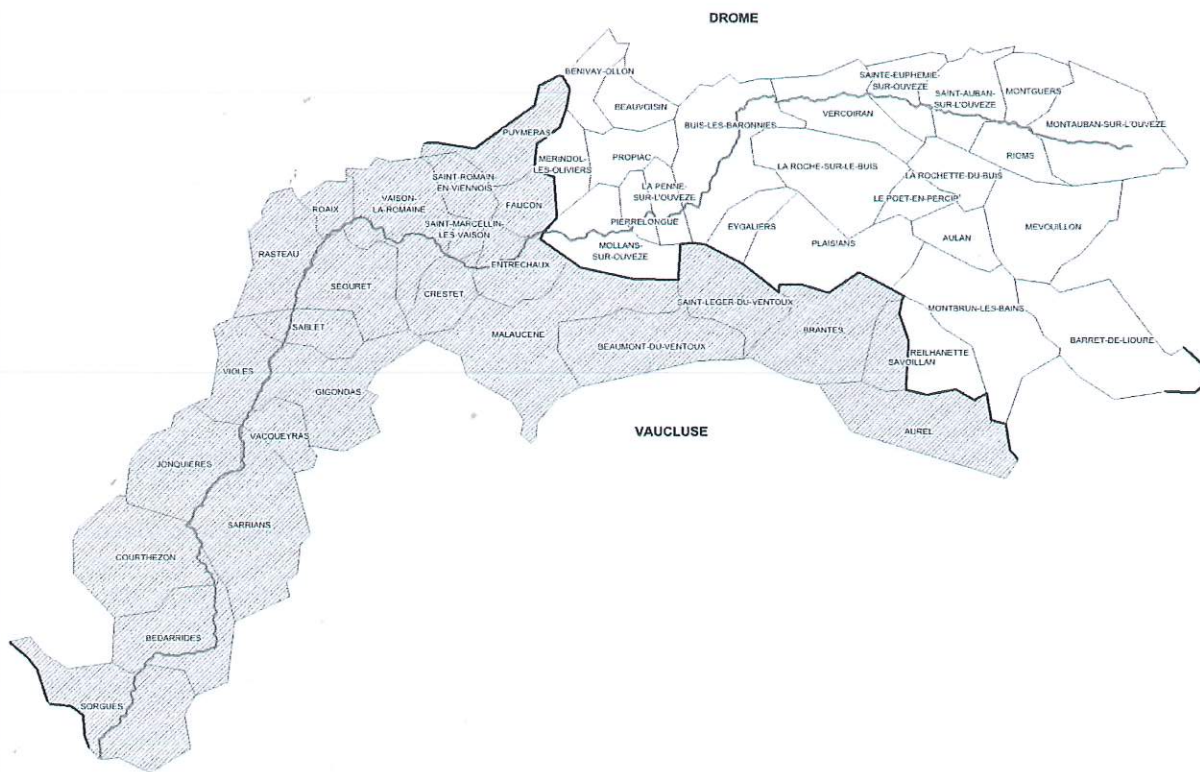 DROME
BENIVAY-OLLON
BEAUVOISIN
SAINTE-EUPHEMIE-
SUR-OUVEZE
SAINT-AUBAN-
SUR-L'OUVEZE
MONTGUERS
MONTAUBAN-SUR-L'OUVEZE
VERCOIRAN
BUIS-LES-BARONNIES
PUYMERAS
MERINDOL-
LES-OLIVIERS
PROPIAC
LA ROCHE-SUR-LE-BUIS
RIOMS
LA ROCHETTE-DU-BUIS
LE POET-EN-PERCIP
SAINT-ROMAIN-
EN-VIENNOIS
VAISON-
LA-ROMAINE
ROAIX
FAUCON
SAINT-MARCELLIN-
LES-VAISON
LA PENNE-
SUR-L'OUVEZE
PIERRELONGUE
EYGALIERS
PLAISIANS
AULAN
MEVOUILLON
RASTEAU
MOLLANS-
SUR-OUVEZE
ENTRECHAUX
SEGURET
CRESTET
SAINT-LEGER-DU-VENTOUX
MONTBRUN-LES-BAINS
SABLET
MALAUCENE
BEAUMONT-DU-VENTOUX
BRANTES
SAVOILLAN
REILHANETTE
BARRET-DE-LIOURE
VIOLES
GIGONDAS
VACQUEYRAS
VAUCLUSE
AUREL
JONQUIERES
SARRIANS
COURTHEZON
BEDARRIDES
SORGUES